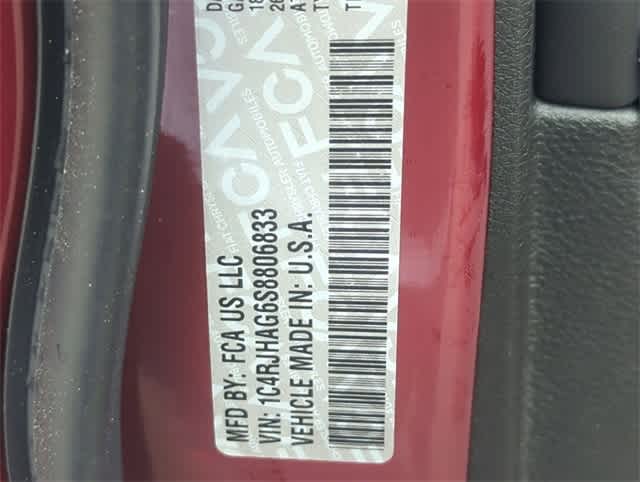 MFD BY: FCA US LLC
VIN: 1C4RJHAG6S8806833
VEHICLE MADE IN: U.S.A.